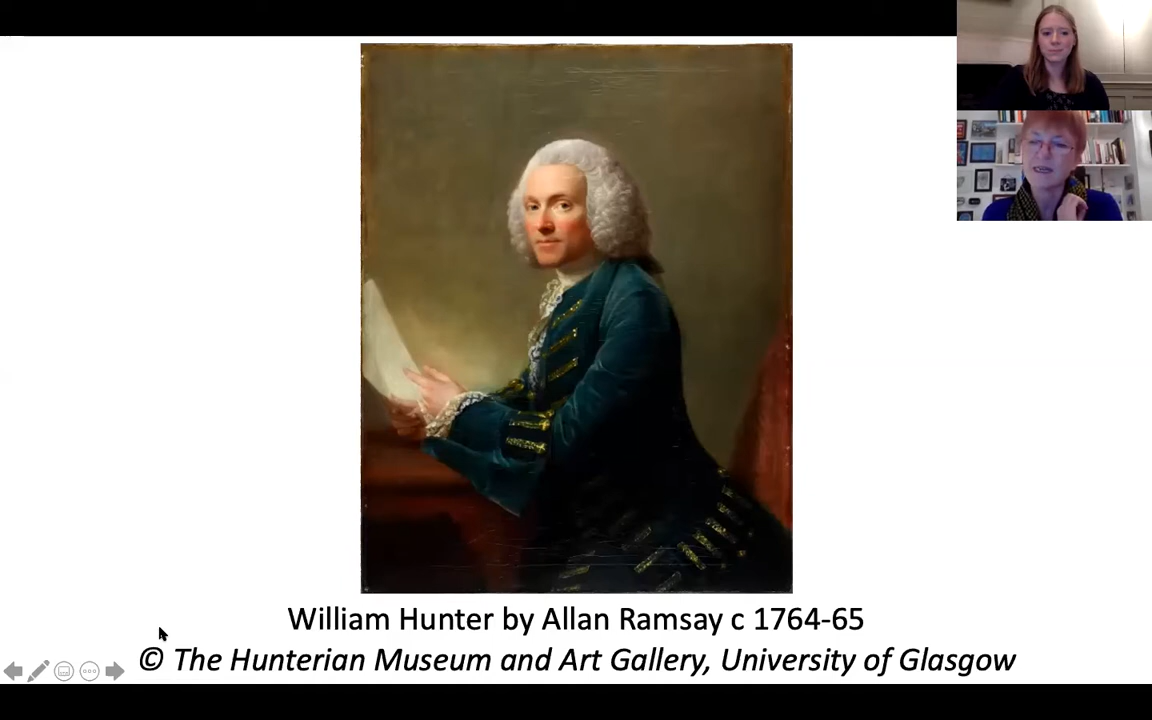 William Hunter by Allan Ramsay c 1764-65
© The Hunterian Museum and Art Gallery, University of Glasgow